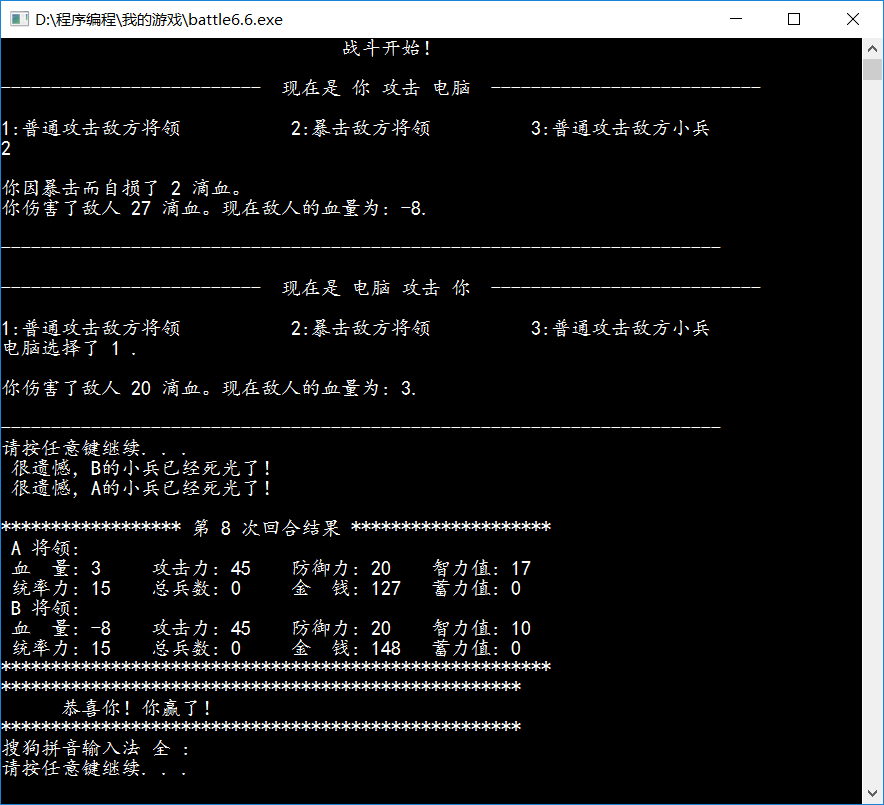 D:\程序编程\我的游戏\battle6.6.exe
战斗开始!
-------------------------- 现在是 你 攻击 电脑 ---------------------------
1:普通攻击敌方将领 2:暴击敌方将领 3:普通攻击敌方小兵
2
你因暴击而自损了 2 滴血。
你伤害了敌人 27 滴血。现在敌人的血量为: -8.
------------------------------------------------------------------------
-------------------------- 现在是 电脑 攻击 你 ---------------------------
1:普通攻击敌方将领 2:暴击敌方将领 3:普通攻击敌方小兵
电脑选择了 1 .
你伤害了敌人 20 滴血。现在敌人的血量为: 3.
------------------------------------------------------------------------
请按任意键继续. . .
很遗憾, B的小兵已经死光了!
很遗憾, A的小兵已经死光了!
****************** 第 8 次回合结果 ********************
A 将领:
血 量: 3 攻击力: 45 防御力: 20 智力值: 17
统率力: 15 总兵数: 0 金 钱: 127 蓄力值: 0
B 将领:
血 量: -8 攻击力: 45 防御力: 20 智力值: 10
统率力: 15 总兵数: 0 金 钱: 148 蓄力值: 0
*******************************************************
****************************************************
恭喜你! 你赢了!
****************************************************
搜狗拼音输入法 全 :
请按任意键继续. . .